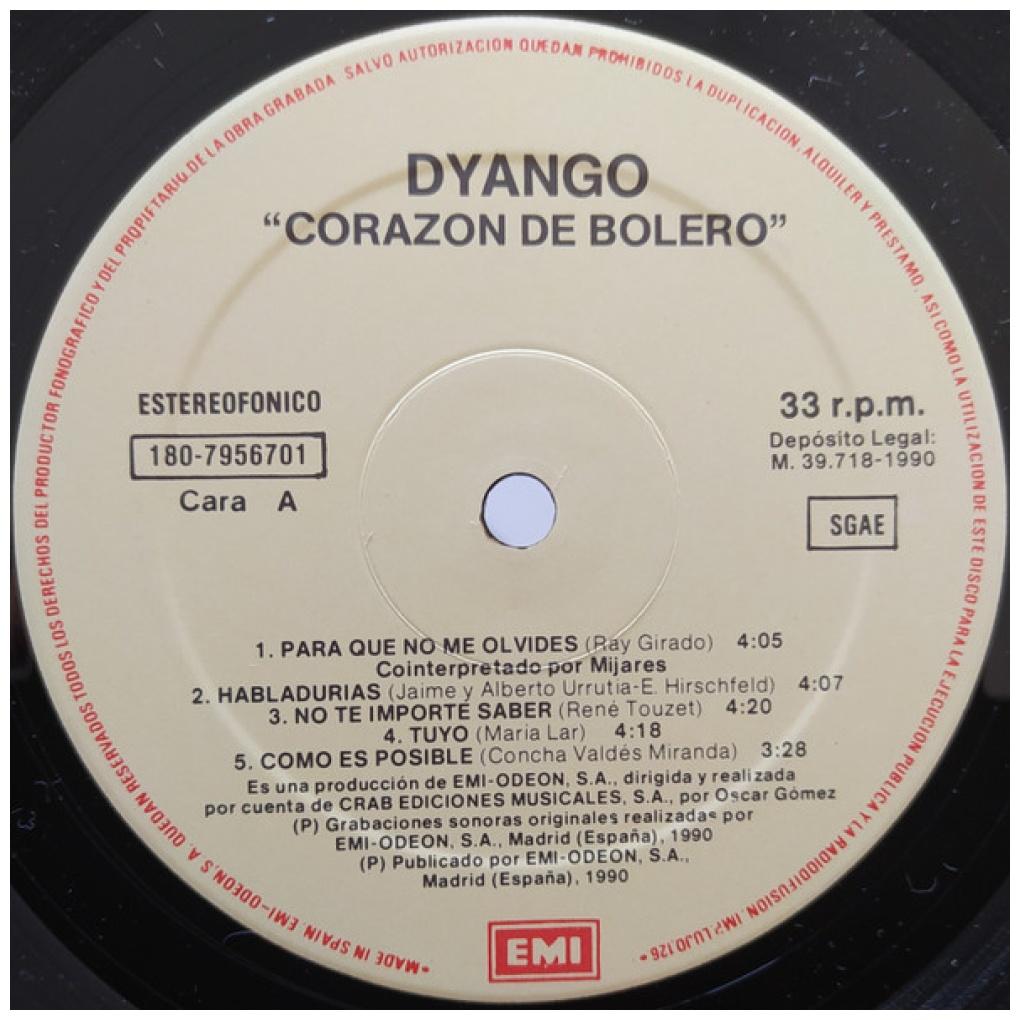 DYANGO
“CORAZON DE BOLERO”
ESTEREOFONICO
180-7956701
Cara A
33 r.p.m.
Depósito Legal:
M. 39.718-1990
SGAE
1. PARA QUE NO ME OLVIDES (Ray Girado) 4:05
Cointerpretado por Mijares
2. HABLADURIAS (Jaime y Alberto Urrutia-E. Hirschfeld) 4:07
3. NO TE IMPORTE SABER (René Touzet) 4:20
4. TUYO (Maria Lar) 4:18
5. COMO ES POSIBLE (Concha Valdés Miranda) 3:28
Es una producción de EMI-ODEON, S.A., dirigida y realizada
por cuenta de CRAB EDICIONES MUSICALES, S.A., por Oscar Gómez
(P) Grabaciones sonoras originales realizadas por
EMI-ODEON, S.A., Madrid (España), 1990
(P) Publicado por EMI-ODEON, S.A.,
Madrid (España), 1990
EMI
•MADE IN SPAIN. EMI-ODEON, S.A. QUEDAN RESERVADOS TODOS LOS DERECHOS DEL PRODUCTOR FONOGRAFICO Y DEL PROPIETARIO DE LA OBRA GRABADA. SALVO AUTORIZACION QUEDAN PROHIBIDOS LA DUPLICACION, ALQUILER Y PRESTAMO, ASI COMO LA UTILIZACION DE ESTE DISCO PARA LA EJECUCION PUBLICA Y LA RADIODIFUSION. IMP. LUJO,126 •